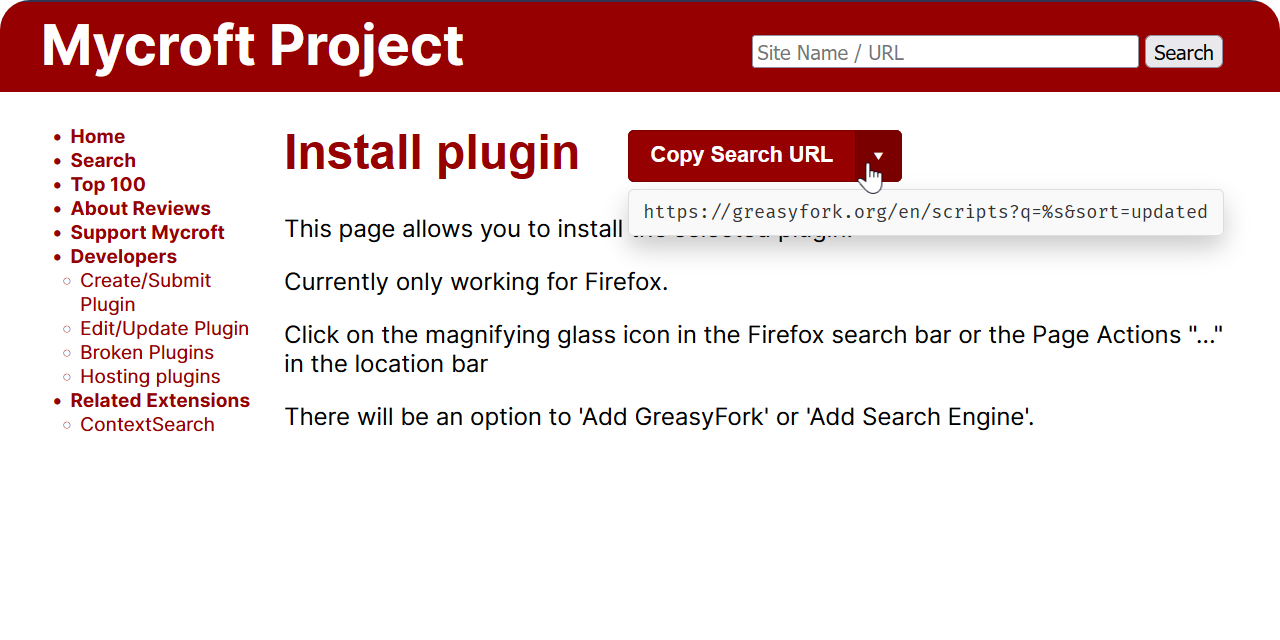 Mycroft Project
Site Name / URL
Search
Home
Search
Top 100
About Reviews
Support Mycroft
Developers
Create/Submit
Plugin
Edit/Update Plugin
Broken Plugins
Hosting plugins
Related Extensions
ContextSearch
Install plugin
Copy Search URL
https://greasyfork.org/en/scripts?q=%s&sort=updated
This page allows you to install the selected plugin.
Currently only working for Firefox.
Click on the magnifying glass icon in the Firefox search bar or the Page Actions "..."
in the location bar
There will be an option to 'Add GreasyFork' or 'Add Search Engine'.